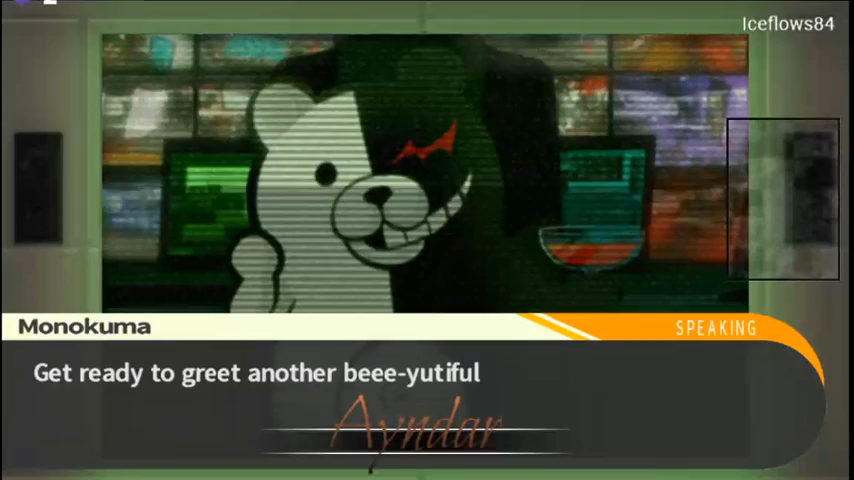 Iceflows84
Monokuma
SPEAKING
Get ready to greet another beee-yutiful
Ayndar